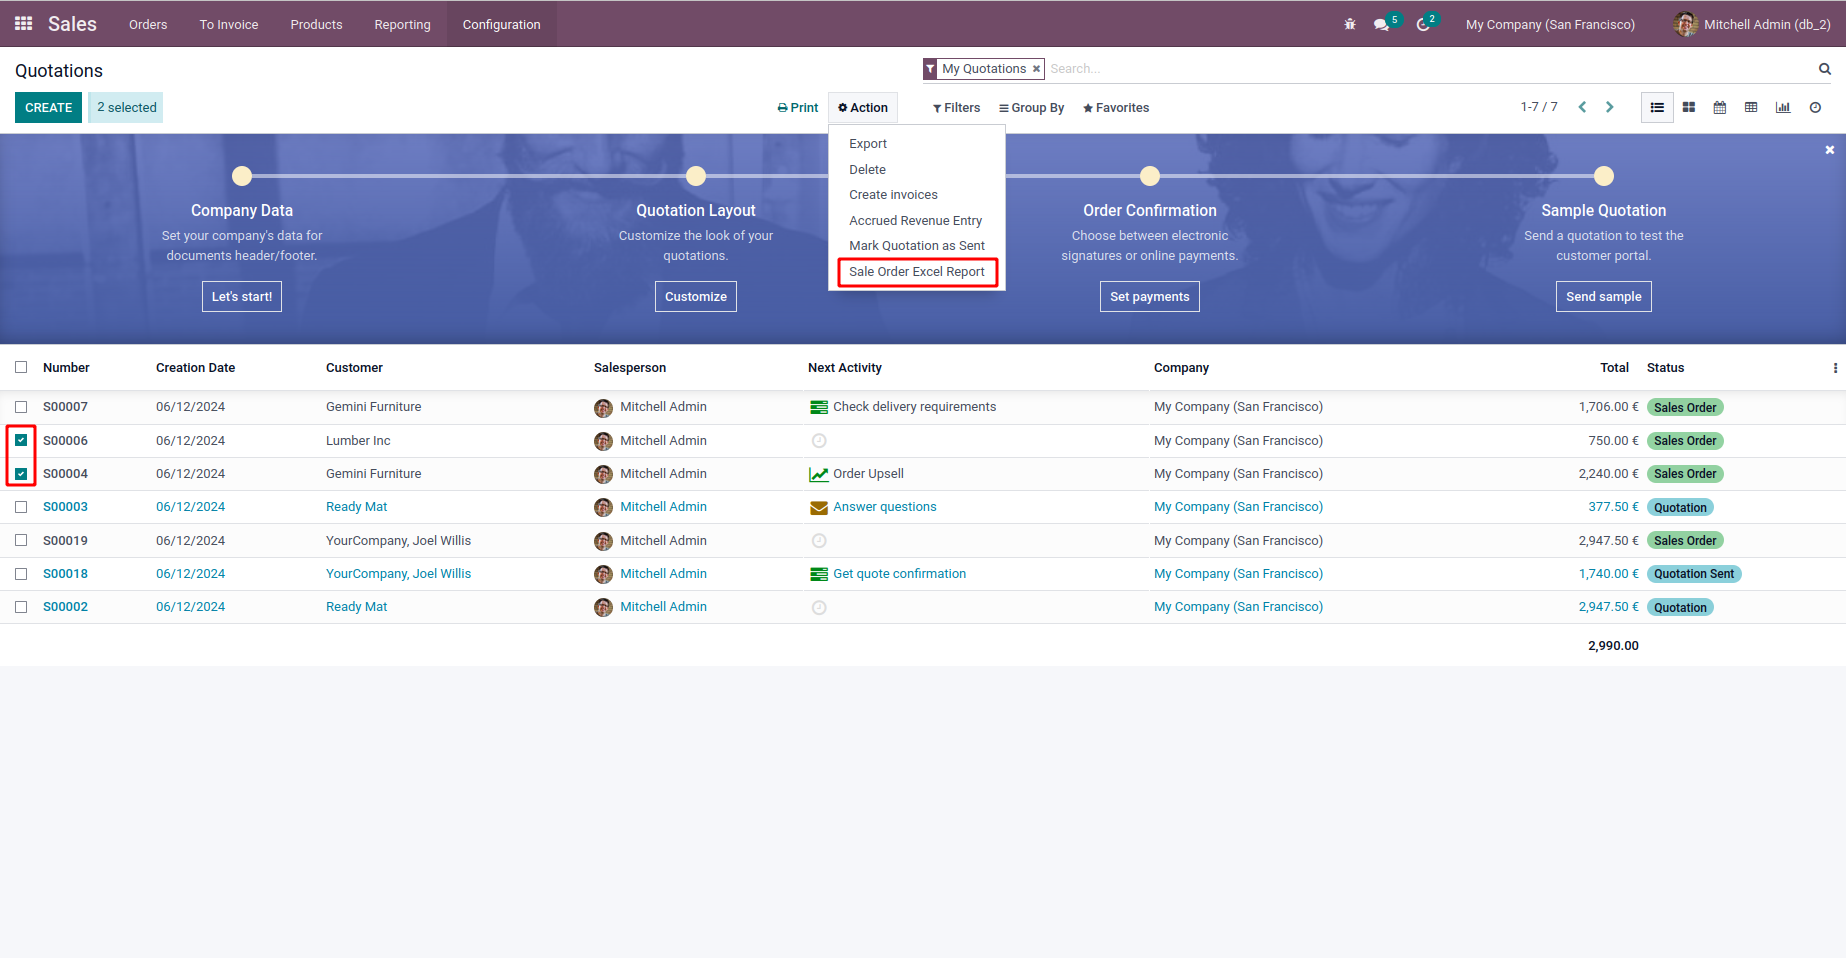 Sales Orders To Invoice Products Reporting Configuration 5 2 My Company (San Francisco) Mitchell Admin (db_2)
Quotations My Quotations Search...
CREATE 2 selected Print Action Filters Group By Favorites 1-7 / 7
Export
Delete
Create invoices
Accrued Revenue Entry
Mark Quotation as Sent
Sale Order Excel Report
Company Data
Set your company's data for
documents header/footer.
Let's start!
Quotation Layout
Customize the look of your
quotations.
Customize
Order Confirmation
Choose between electronic
signatures or online payments.
Set payments
Sample Quotation
Send a quotation to test the
customer portal.
Send sample
Number Creation Date Customer Salesperson Next Activity Company Total Status
S00007 06/12/2024 Gemini Furniture Mitchell Admin Check delivery requirements My Company (San Francisco) 1,706.00 € Sales Order
S00006 06/12/2024 Lumber Inc Mitchell Admin My Company (San Francisco) 750.00 € Sales Order
S00004 06/12/2024 Gemini Furniture Mitchell Admin Order Upsell My Company (San Francisco) 2,240.00 € Sales Order
S00003 06/12/2024 Ready Mat Mitchell Admin Answer questions My Company (San Francisco) 377.50 € Quotation
S00019 06/12/2024 YourCompany, Joel Willis Mitchell Admin My Company (San Francisco) 2,947.50 € Sales Order
S00018 06/12/2024 YourCompany, Joel Willis Mitchell Admin Get quote confirmation My Company (San Francisco) 1,740.00 € Quotation Sent
S00002 06/12/2024 Ready Mat Mitchell Admin My Company (San Francisco) 2,947.50 € Quotation
2,990.00